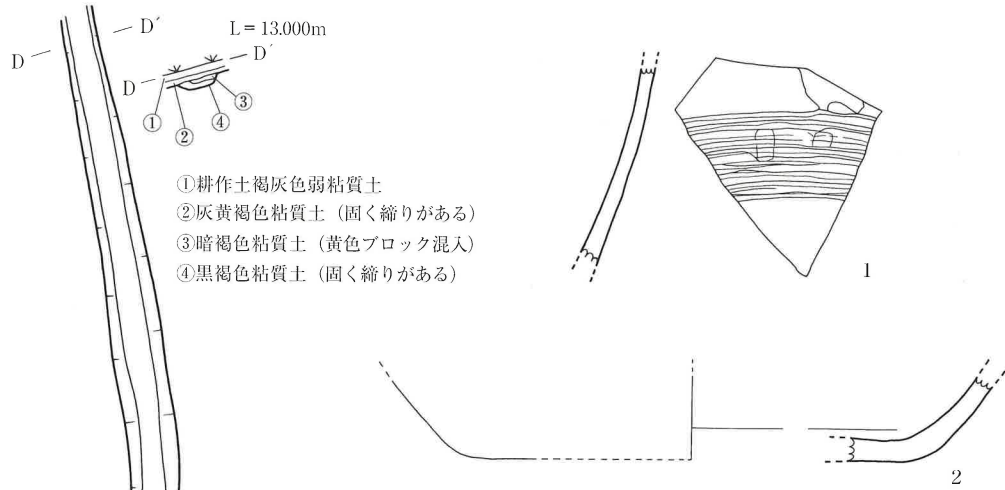 D
D´
L = 13.000m
D
D´
①
②
④
③
①耕作土褐灰色弱粘質土
②灰黄褐色粘質土（固く締りがある）
③暗褐色粘質土（黄色ブロック混入）
④黒褐色粘質土（固く締りがある）
1
2